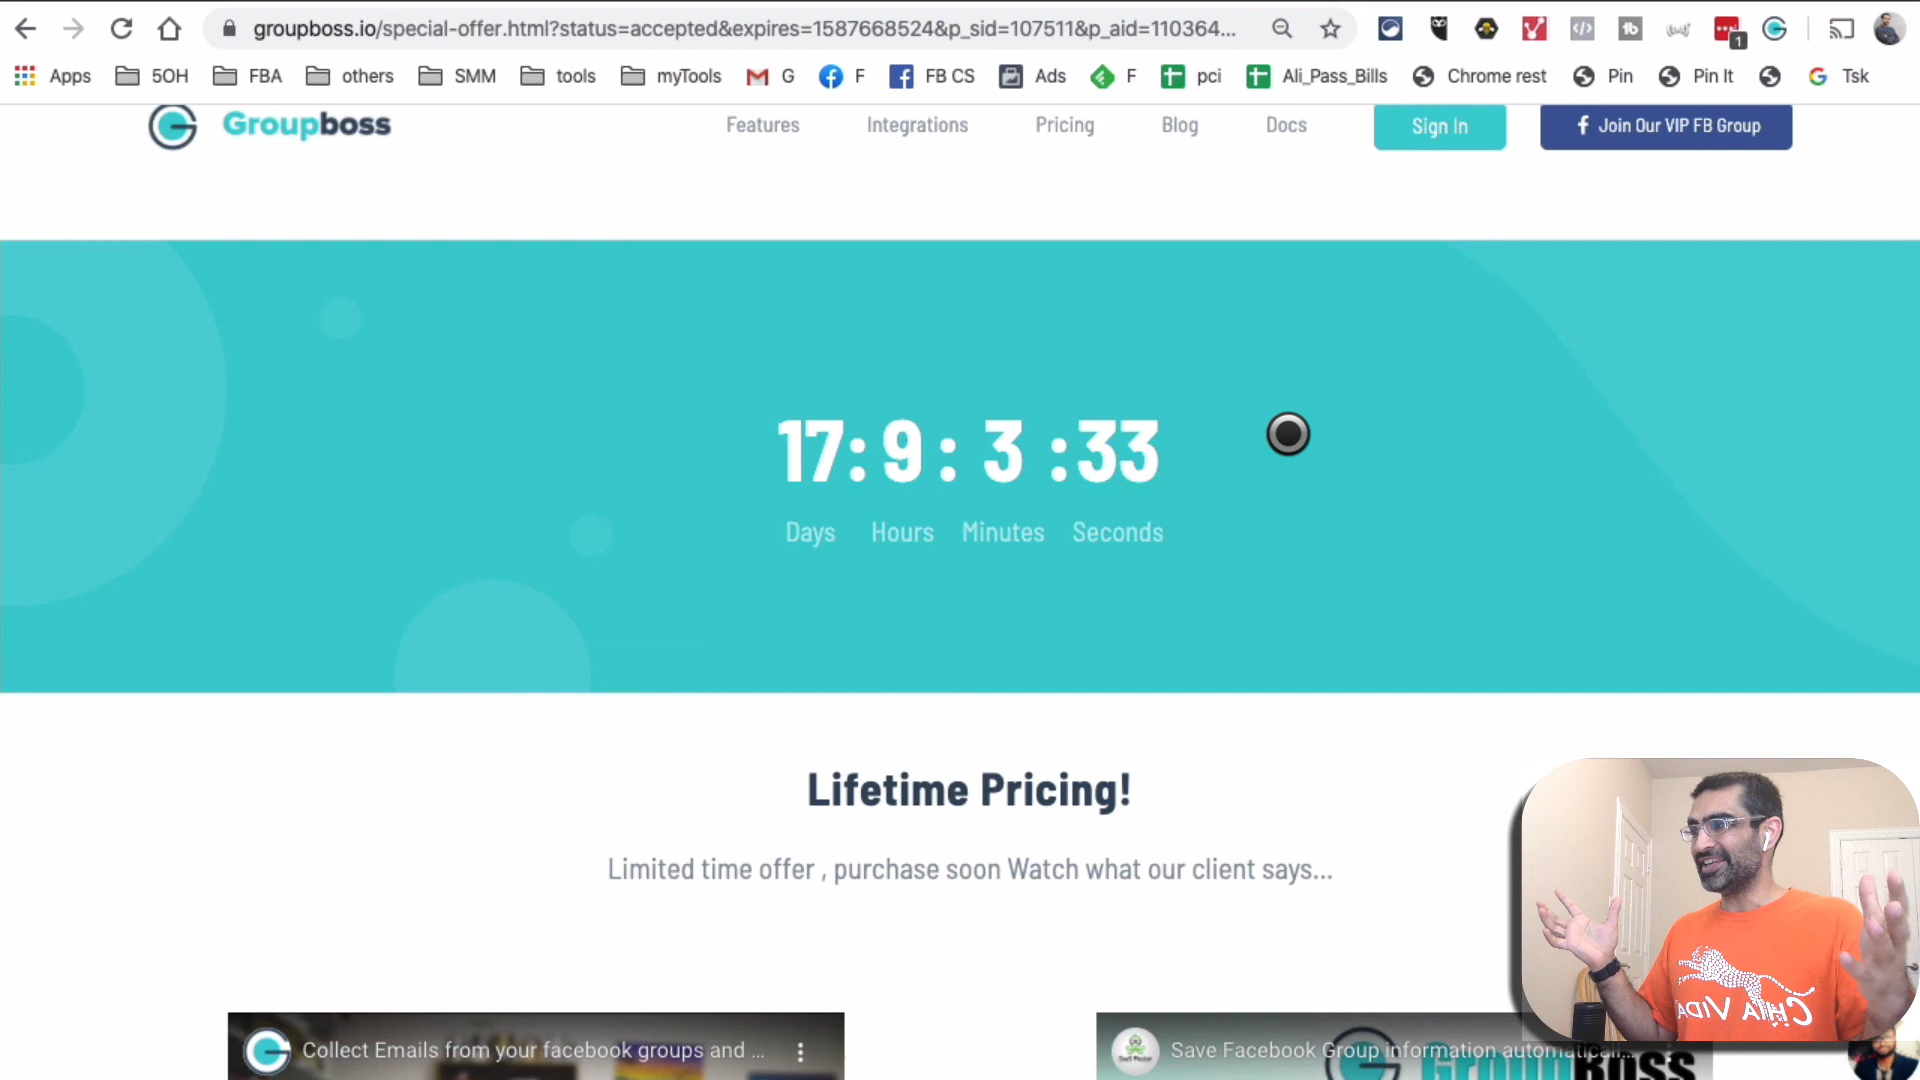 groupboss.io/special-offer.html?status=accepted&expires=1587668524&p_sid=107511&p_aid=110364...
1
Apps 5OH FBA others SMM tools myTools G F FB CS Ads F pci Ali_Pass_Bills Chrome rest Pin Pin It Tsk
Groupboss Features Integrations Pricing Blog Docs Sign In Join Our VIP FB Group
17: 9 : 3 :33
Days Hours Minutes Seconds
Lifetime Pricing!
Limited time offer , purchase soon Watch what our client says...
Collect Emails from your facebook groups and ...
Save Facebook Group information automaticall...
GroupBoss
CHIA VIDA